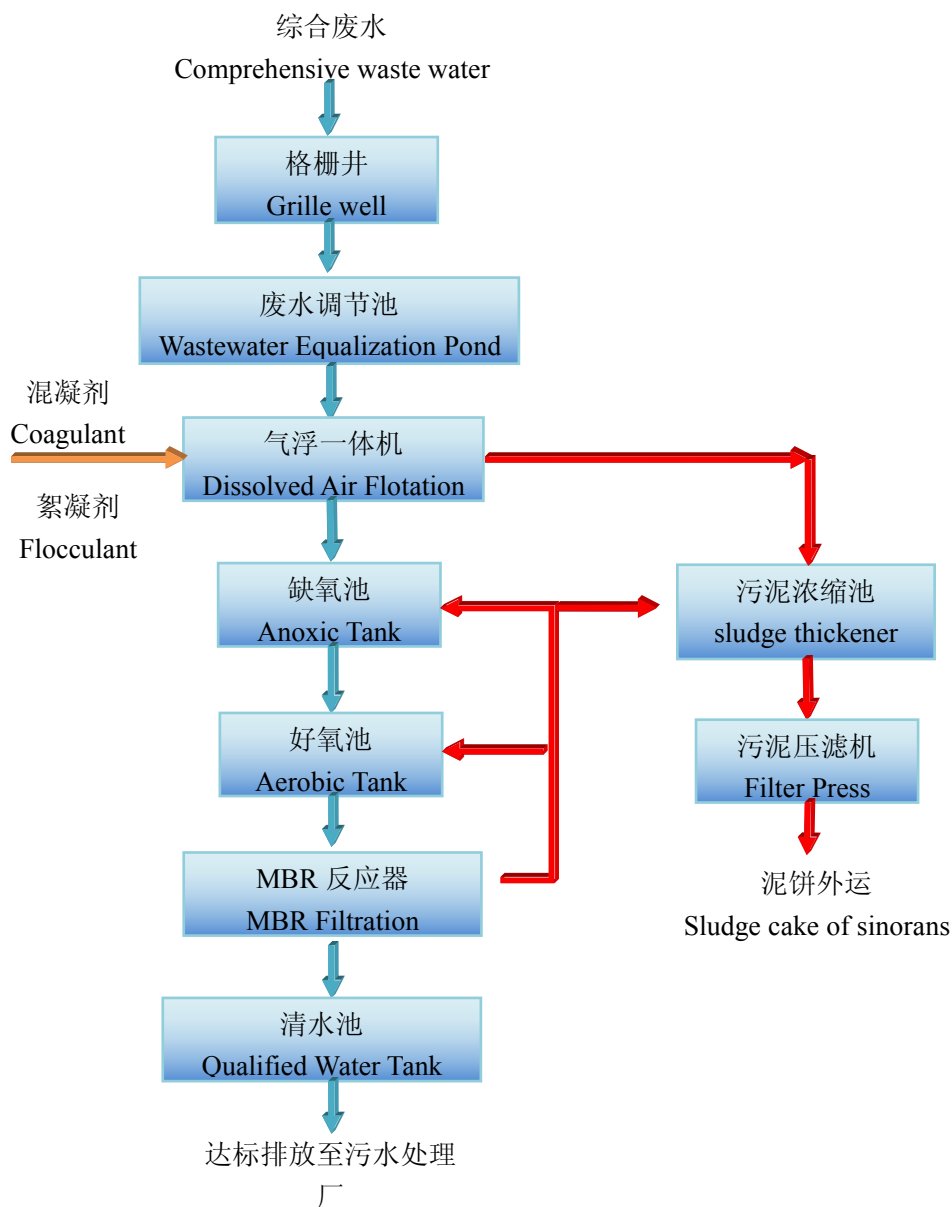 综合废水
Comprehensive waste water
格栅井
Grille well
废水调节池
Wastewater Equalization Pond
混凝剂
Coagulant
絮凝剂
Flocculant
气浮一体机
Dissolved Air Flotation
缺氧池
Anoxic Tank
污泥浓缩池
sludge thickener
好氧池
Aerobic Tank
污泥压滤机
Filter Press
MBR 反应器
MBR Filtration
泥饼外运
Sludge cake of sinorans
清水池
Qualified Water Tank
达标排放至污水处理
厂